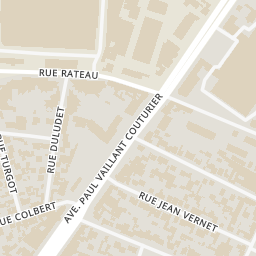 RUE RATEAU
RUE DULUDET
AVE. PAUL VAILLANT COUTURIER
RUE TURGOT
RUE JEAN VERNET
RUE COLBERT